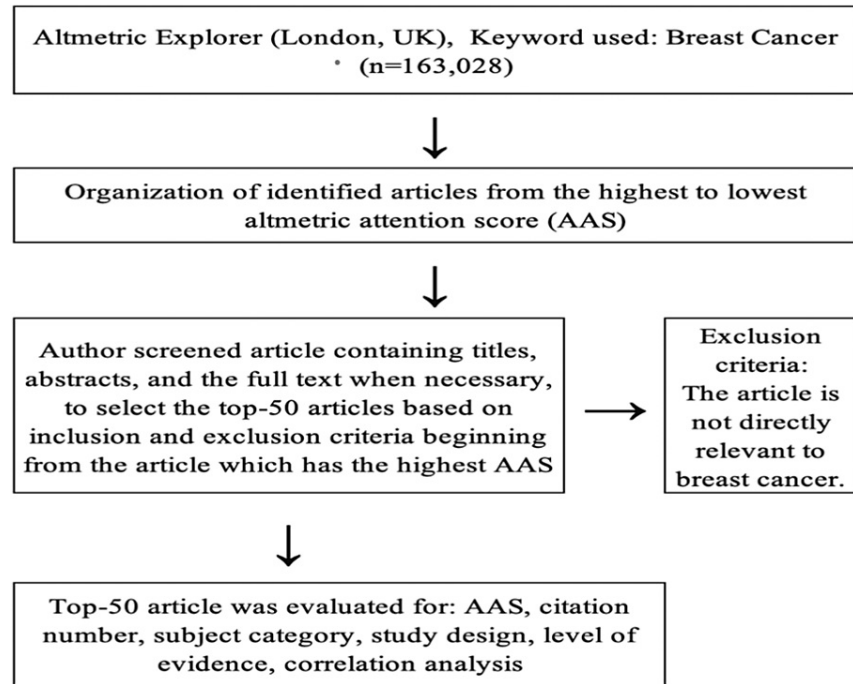 Altmetric Explorer (London, UK), Keyword used: Breast Cancer
(n=163,028)
Organization of identified articles from the highest to lowest
altmetric attention score (AAS)
Author screened article containing titles,
abstracts, and the full text when necessary,
to select the top-50 articles based on
inclusion and exclusion criteria beginning
from the article which has the highest AAS
Exclusion
criteria:
The article is
not directly
relevant to
breast cancer.
Top-50 article was evaluated for: AAS, citation
number, subject category, study design, level of
evidence, correlation analysis